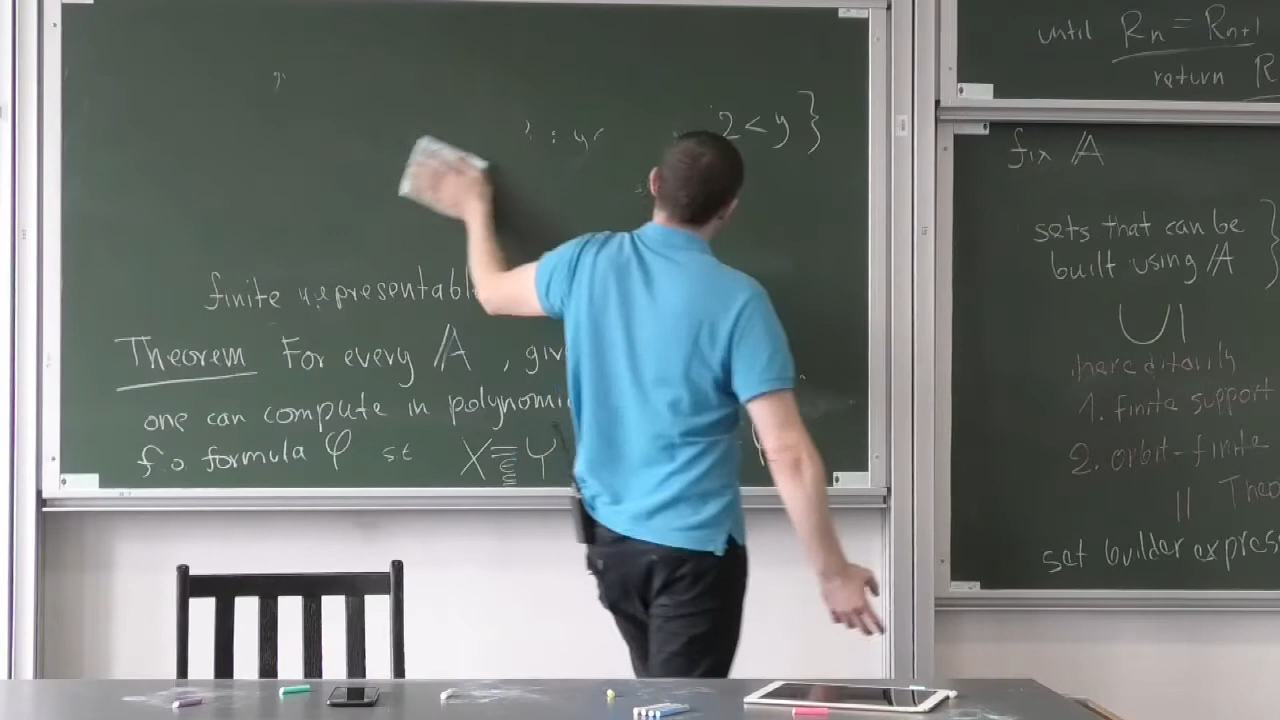 : y<
2 < y }
finite representable
Theorem For every 𝔸, giv
one can compute in polynomi
formula φ st X ≡ Y
until Rn = Rn+1
return R
fix 𝔸
sets that can be
built using 𝔸 }
∪|
hereditarily
1. finite support
2. orbit-finite
|| Theo
set builder expres